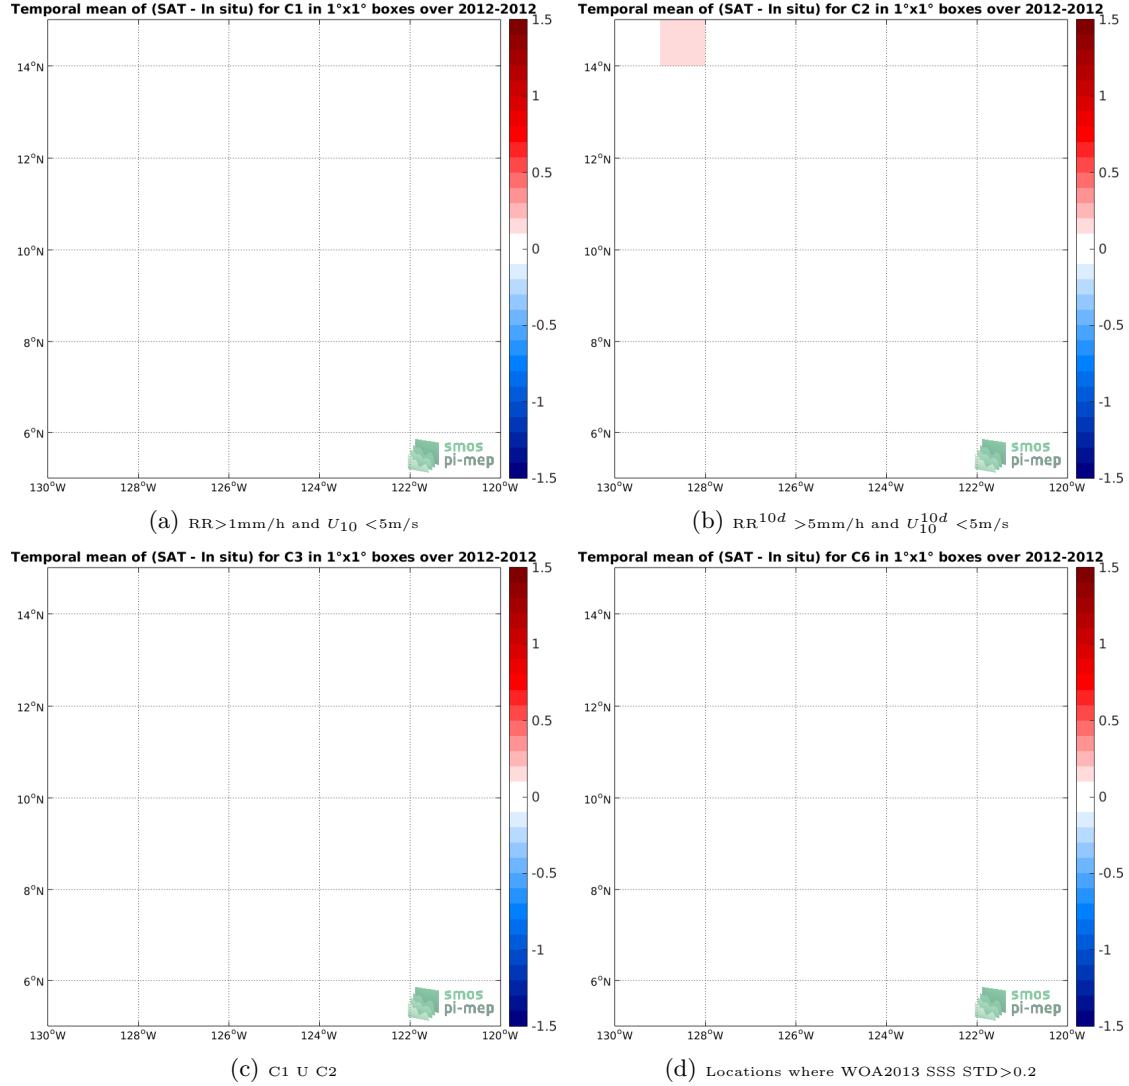 Temporal mean of (SAT - In situ) for C1 in 1°x1° boxes over 2012-2012
1.5
14°N
1
12°N
0.5
10°N
0
8°N
-0.5
-1
6°N
smos
pi-mep
-1.5
130°W 128°W 126°W 124°W 122°W 120°W
(a) RR>1mm/h and U10 <5m/s
Temporal mean of (SAT - In situ) for C2 in 1°x1° boxes over 2012-2012
1.5
14°N
1
12°N
0.5
10°N
0
8°N
-0.5
-1
6°N
smos
pi-mep
-1.5
130°W 128°W 126°W 124°W 122°W 120°W
(b) RR^10d >5mm/h and U_10^10d <5m/s
Temporal mean of (SAT - In situ) for C3 in 1°x1° boxes over 2012-2012
1.5
14°N
1
12°N
0.5
10°N
0
8°N
-0.5
-1
6°N
smos
pi-mep
-1.5
130°W 128°W 126°W 124°W 122°W 120°W
(c) C1 U C2
Temporal mean of (SAT - In situ) for C6 in 1°x1° boxes over 2012-2012
1.5
14°N
1
12°N
0.5
10°N
0
8°N
-0.5
-1
6°N
smos
pi-mep
-1.5
130°W 128°W 126°W 124°W 122°W 120°W
(d) Locations where WOA2013 SSS STD>0.2